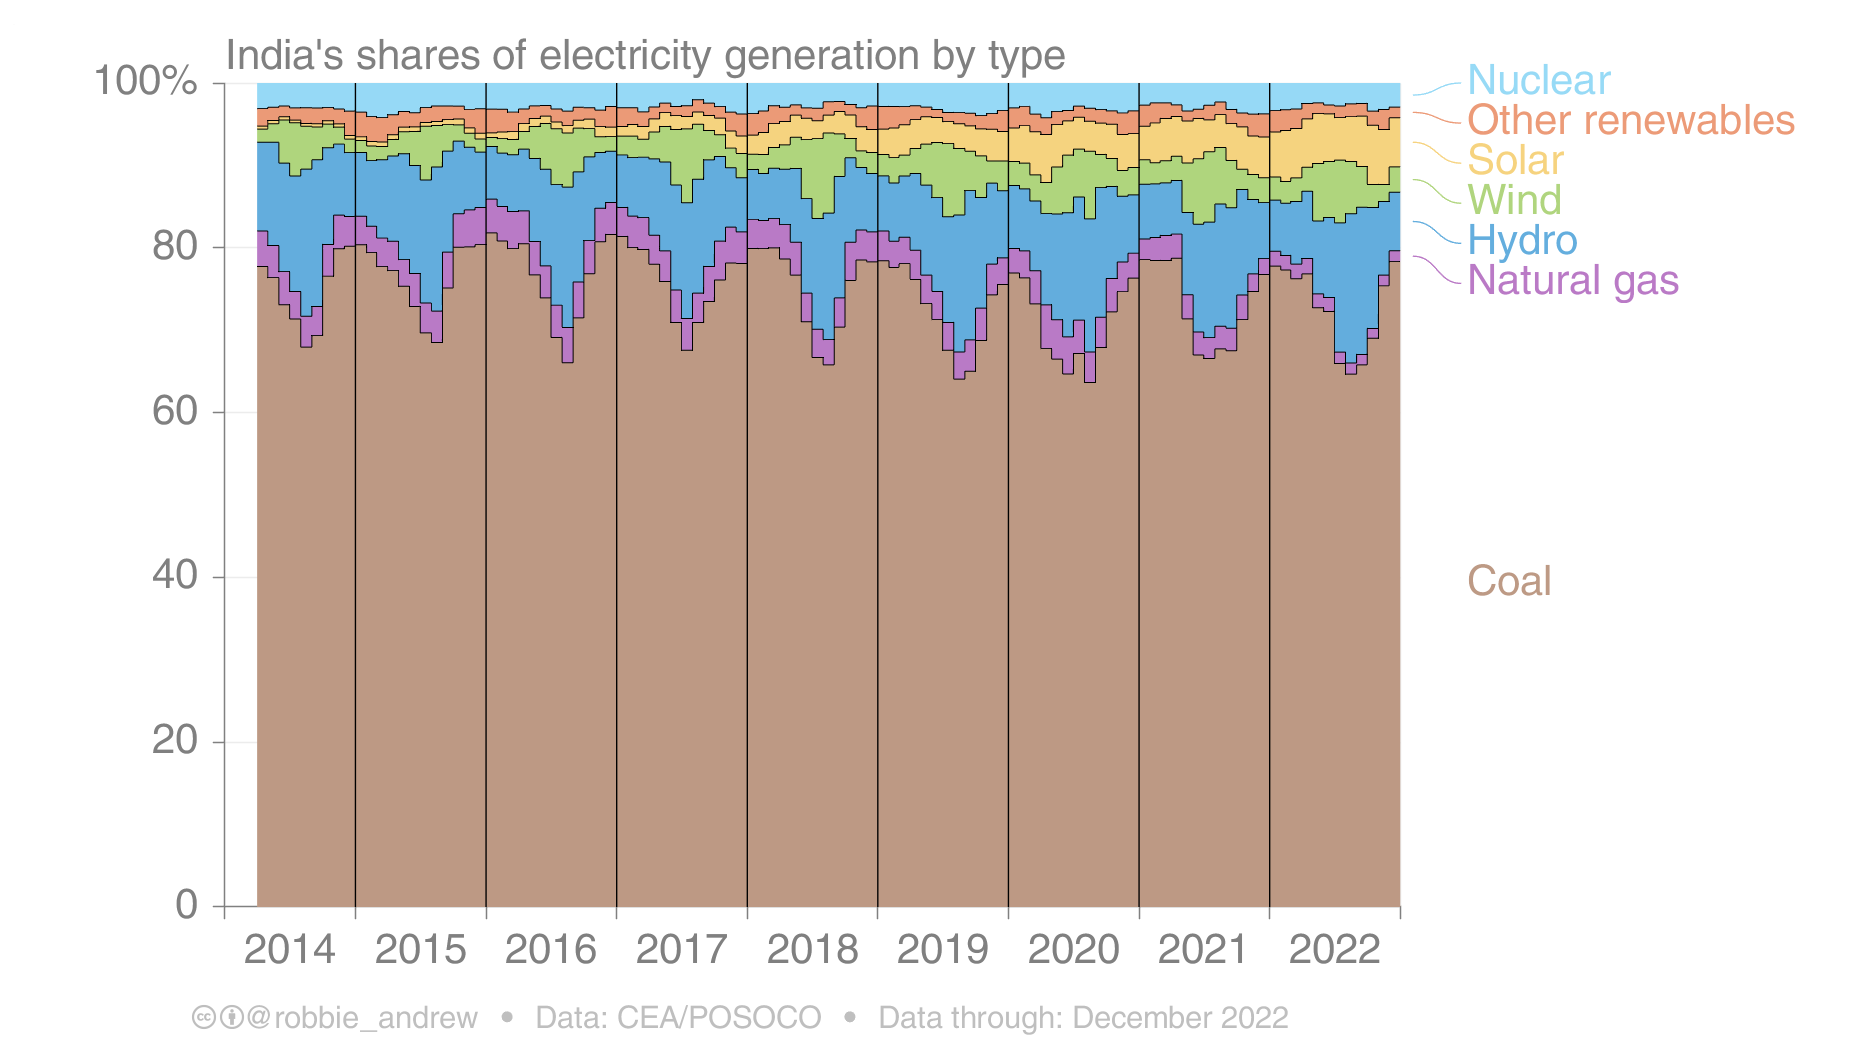 India's shares of electricity generation by type
100%
80
60
40
20
0
2014 2015 2016 2017 2018 2019 2020 2021 2022
Nuclear
Other renewables
Solar
Wind
Hydro
Natural gas
Coal
cc @robbie_andrew • Data: CEA/POSOCO • Data through: December 2022